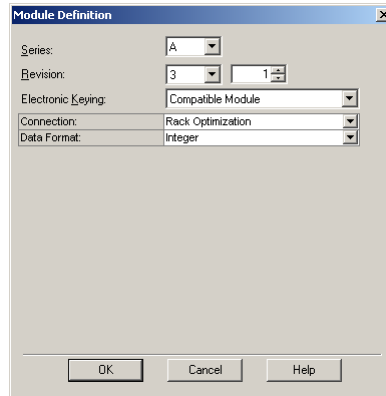 Module Definition
Series: A
Revision: 3 1
Electronic Keying: Compatible Module
Connection: Rack Optimization
Data Format: Integer
OK Cancel Help